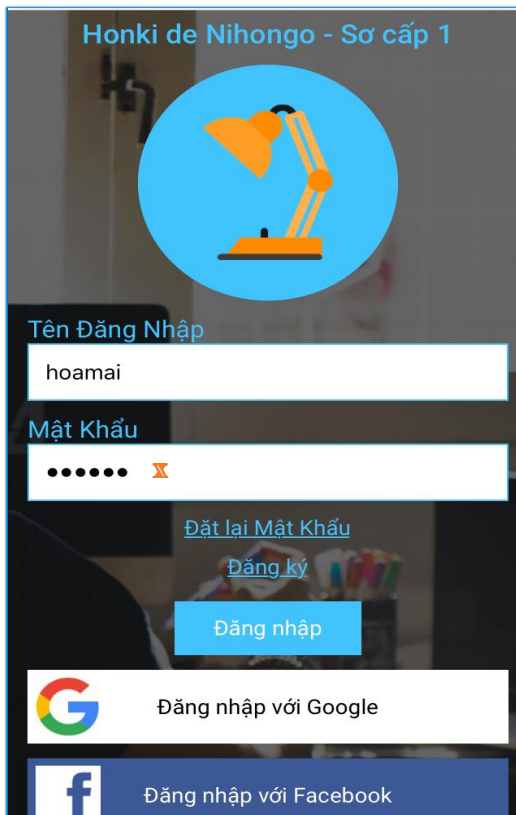 Honki de Nihongo - Sơ cấp 1
Tên Đăng Nhập
hoamai
Mật Khẩu
••••••
Đặt lại Mật Khẩu
Đăng ký
Đăng nhập
Đăng nhập với Google
Đăng nhập với Facebook